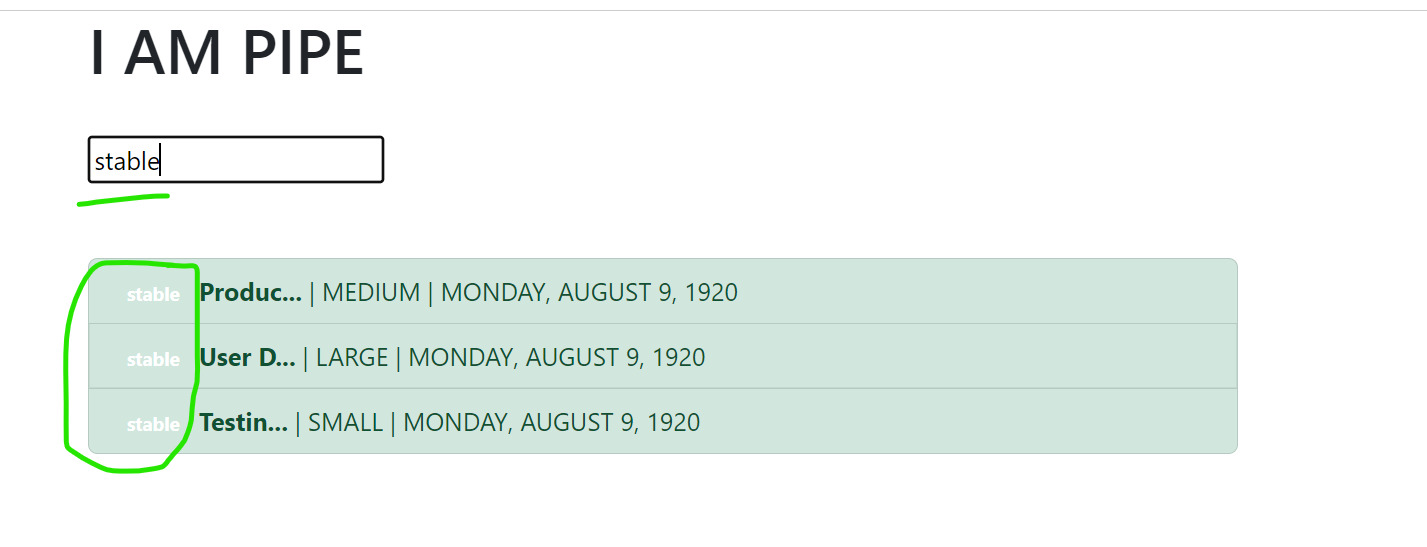 I AM PIPE
stable
stable Produc... | MEDIUM | MONDAY, AUGUST 9, 1920
stable User D... | LARGE | MONDAY, AUGUST 9, 1920
stable Testin... | SMALL | MONDAY, AUGUST 9, 1920